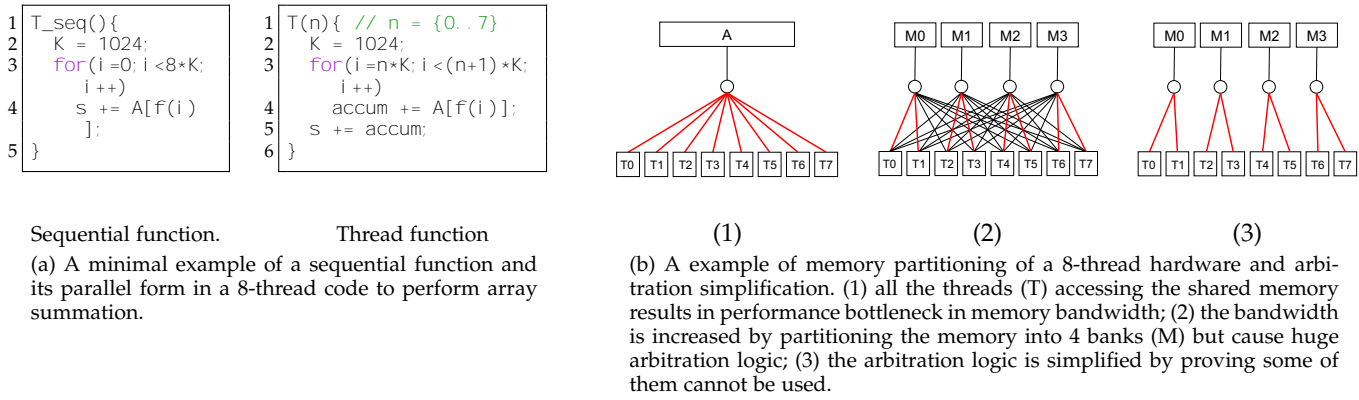 1 T_seq(){
2 K = 1024;
3 for(i=0;i<8*K;
i++)
4 s += A[f(i)
];
5 }
1 T(n){ // n = {0..7}
2 K = 1024;
3 for(i=n*K;i<(n+1)*K;
i++)
4 accum += A[f(i)];
5 s += accum;
6 }
Sequential function. Thread function
(a) A minimal example of a sequential function and
its parallel form in a 8-thread code to perform array
summation.
A
T0 T1 T2 T3 T4 T5 T6 T7
(1)
M0 M1 M2 M3
T0 T1 T2 T3 T4 T5 T6 T7
(2)
M0 M1 M2 M3
T0 T1 T2 T3 T4 T5 T6 T7
(3)
(b) A example of memory partitioning of a 8-thread hardware and arbi-
tration simplification. (1) all the threads (T) accessing the shared memory
results in performance bottleneck in memory bandwidth; (2) the bandwidth
is increased by partitioning the memory into 4 banks (M) but cause huge
arbitration logic; (3) the arbitration logic is simplified by proving some of
them cannot be used.